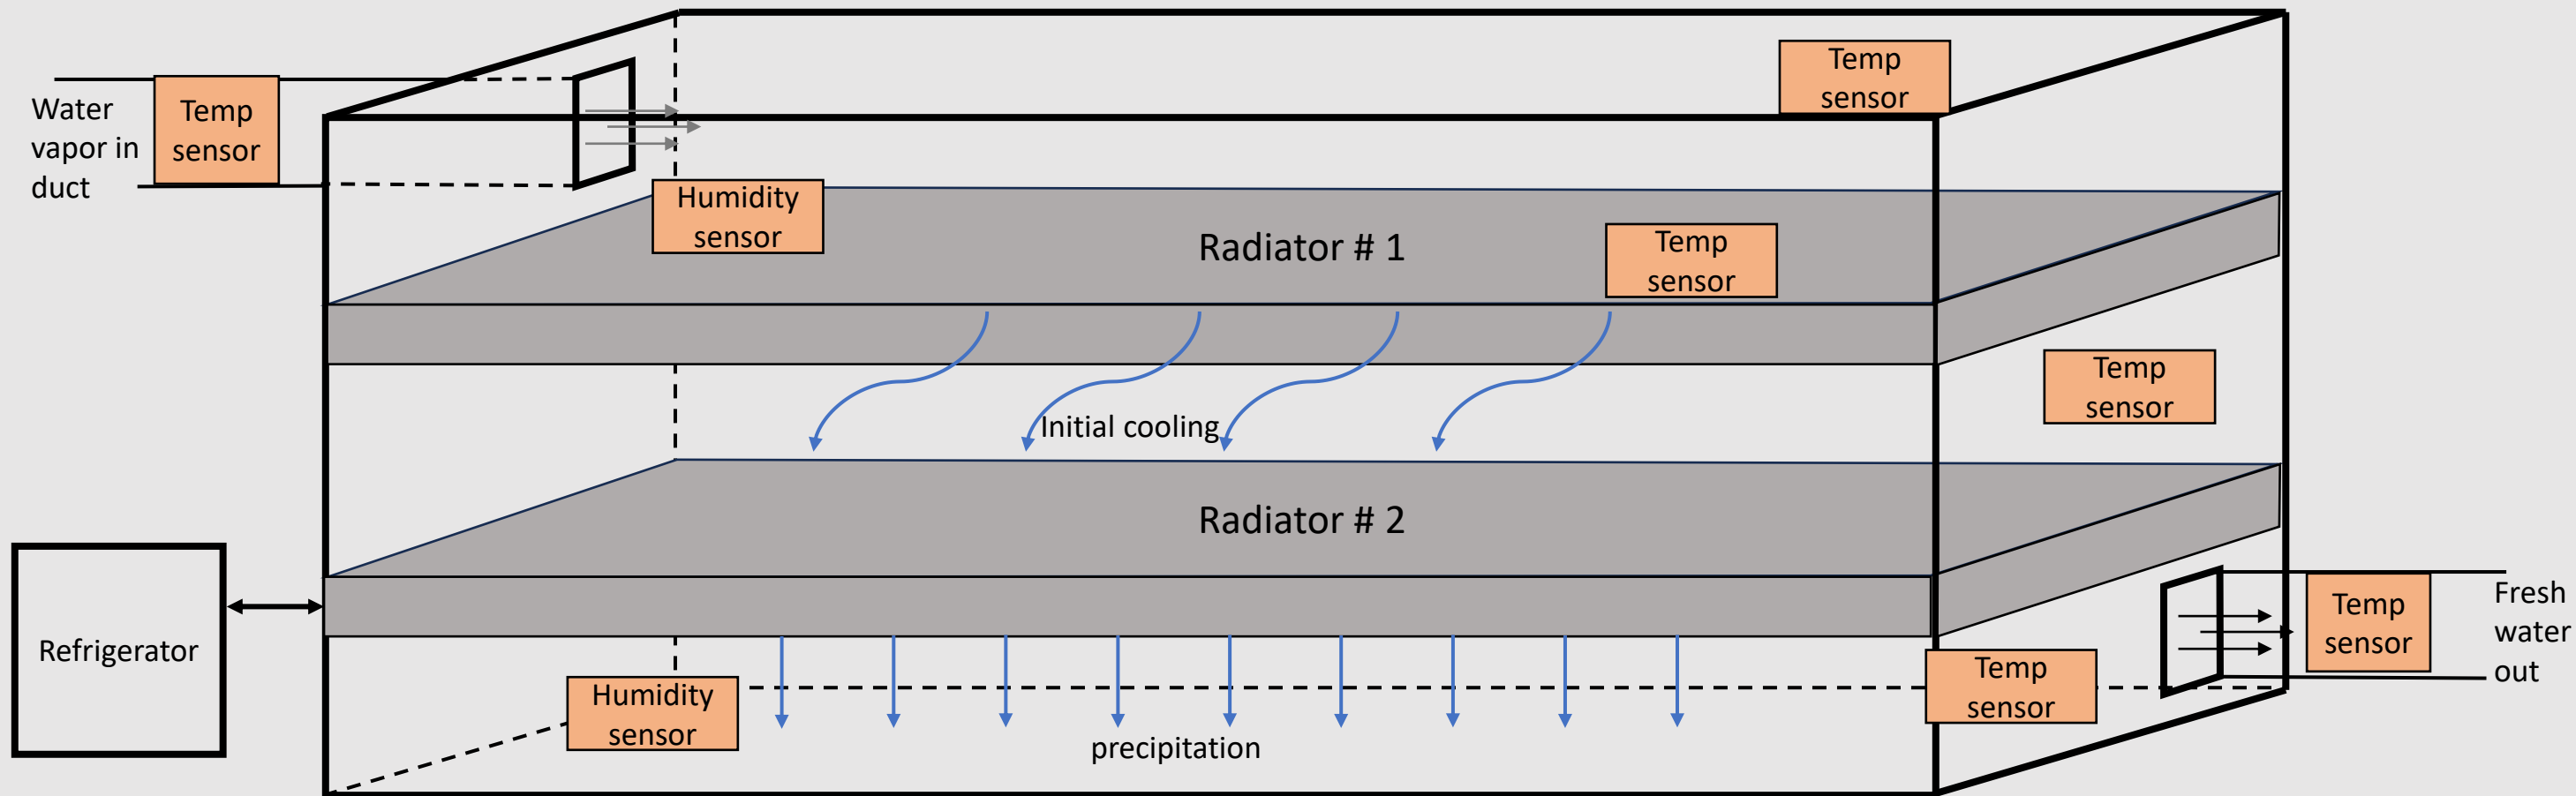 Temp
sensor
Water
vapor in
duct
Temp
sensor
Humidity
sensor
Radiator # 1
Temp
sensor
Temp
sensor
Initial cooling
Radiator # 2
Refrigerator
Fresh
water
out
Temp
sensor
Temp
sensor
Humidity
sensor
precipitation